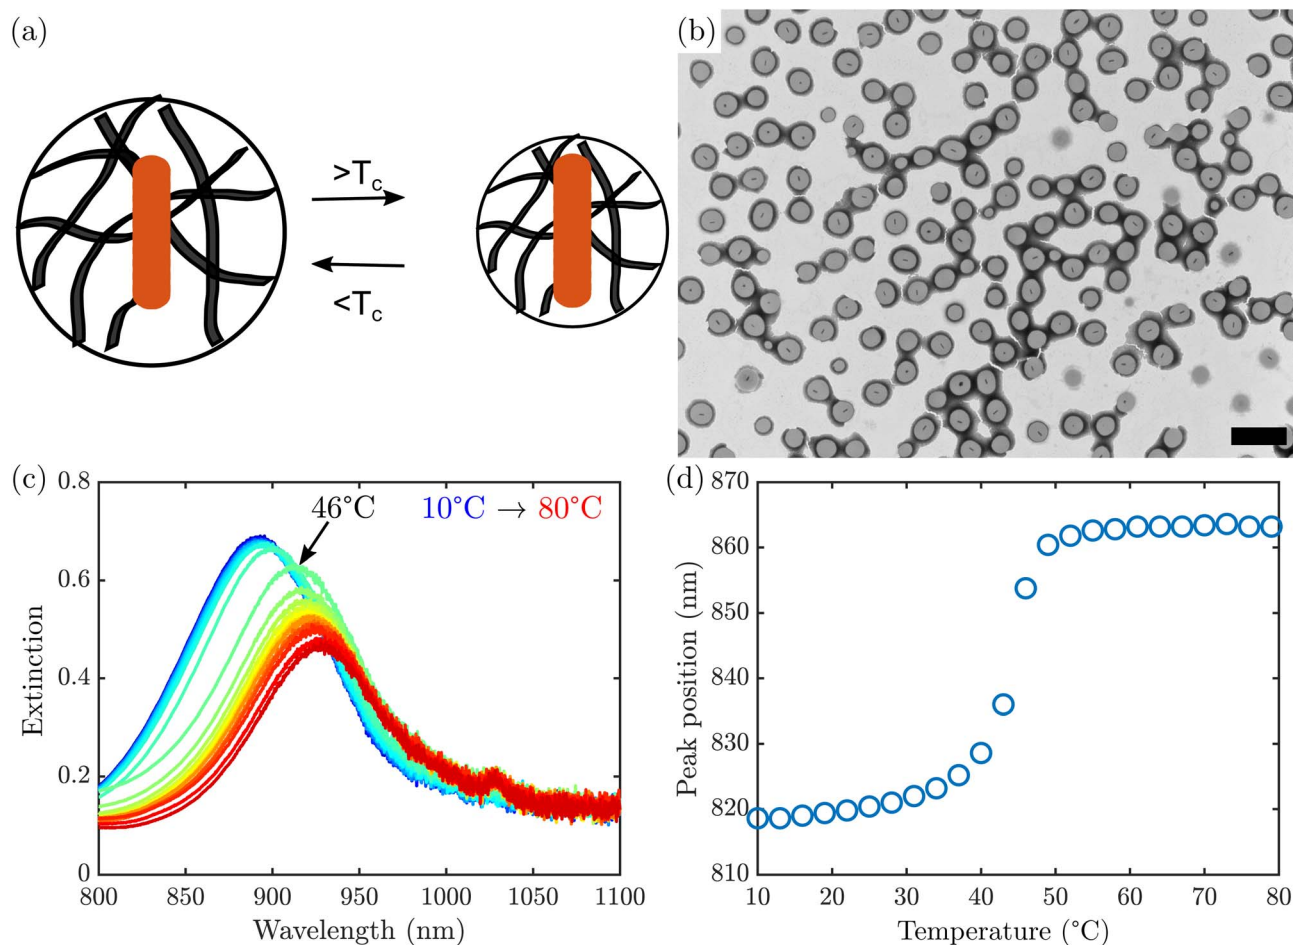 (a)
>Tc
<Tc
(b)
(c)
0.8
0.6
0.4
0.2
0
46°C
10°C → 80°C
Extinction
800
850
900
950
1000
1050
1100
Wavelength (nm)
(d)
870
860
850
840
830
820
810
Peak position (nm)
10
20
30
40
50
60
70
80
Temperature (°C)